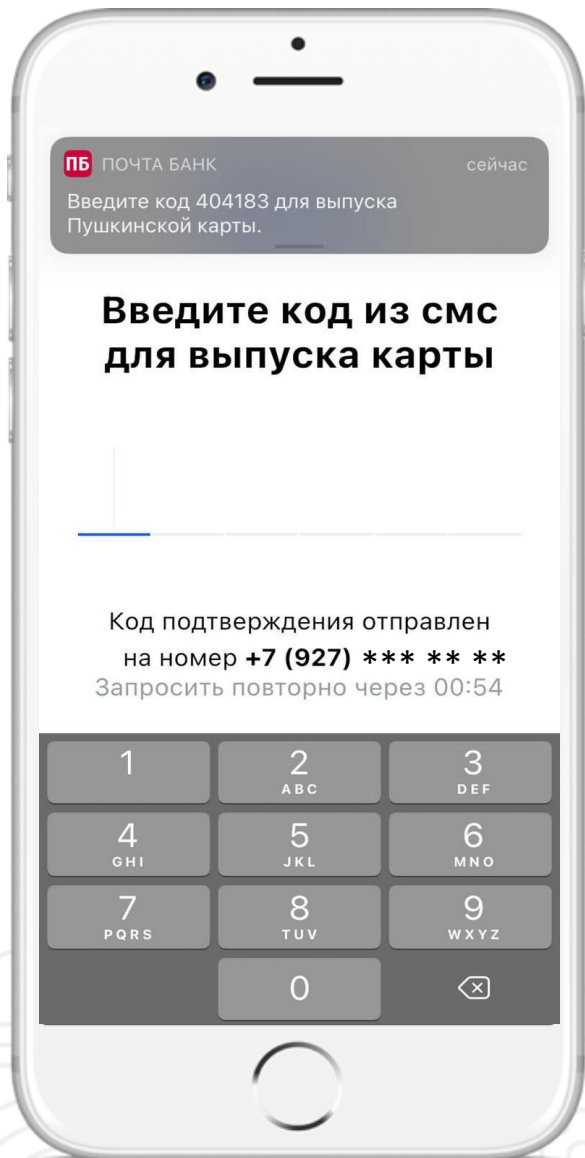 ПБ ПОЧТА БАНК сейчас
Введите код 404183 для выпуска
Пушкинской карты.
Введите код из смс
для выпуска карты
Код подтверждения отправлен
на номер +7 (927) *** ** **
Запросить повторно через 00:54
1 2 3
ABC DEF
4 5 6
GHI JKL MNO
7 8 9
PQRS TUV WXYZ
0